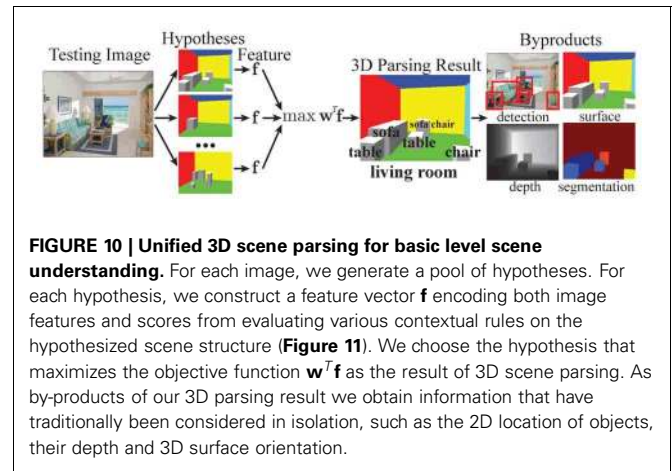 Testing Image
Hypotheses
Feature
f
f
f
•••
max wᵀf
3D Parsing Result
sofa
sofa
chair
table
table
chair
living room
Byproducts
detection
surface
depth
segmentation
FIGURE 10 | Unified 3D scene parsing for basic level scene
understanding. For each image, we generate a pool of hypotheses. For
each hypothesis, we construct a feature vector f encoding both image
features and scores from evaluating various contextual rules on the
hypothesized scene structure (Figure 11). We choose the hypothesis that
maximizes the objective function wᵀf as the result of 3D scene parsing. As
by-products of our 3D parsing result we obtain information that have
traditionally been considered in isolation, such as the 2D location of objects,
their depth and 3D surface orientation.